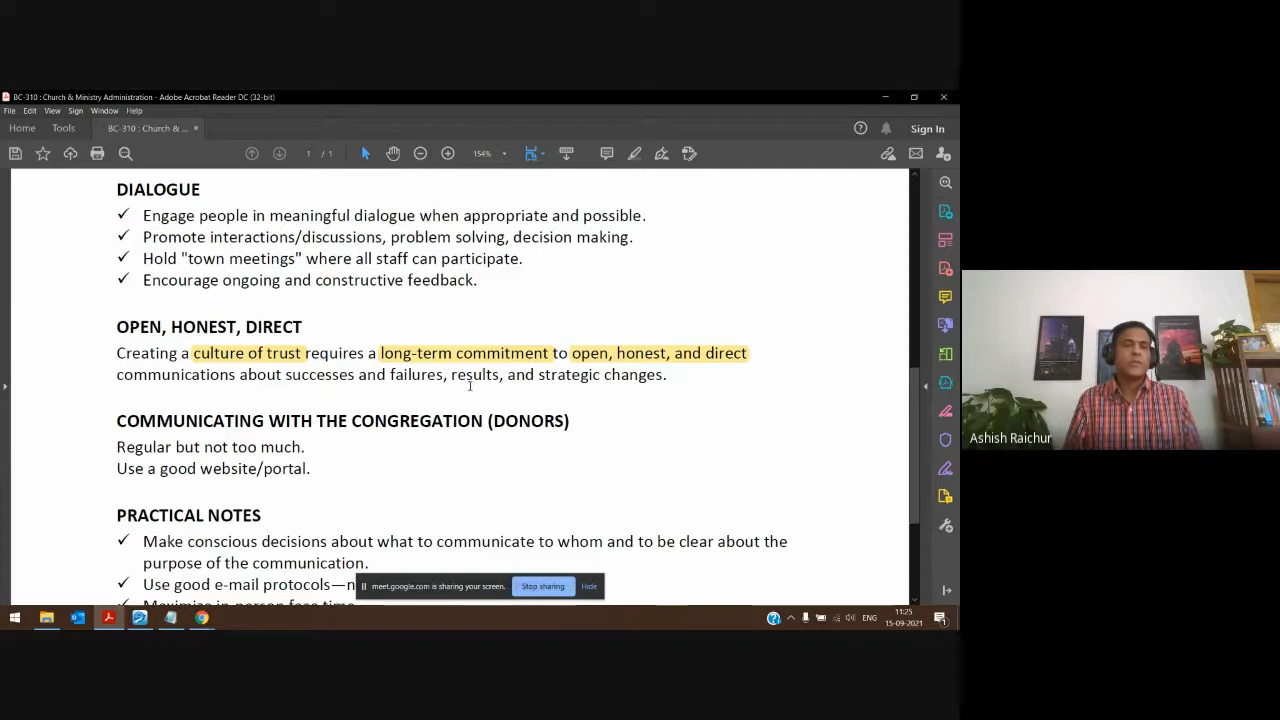 BC-310 : Church & Ministry Administration - Adobe Acrobat Reader DC (32-bit)
File Edit View Sign Window Help
Home Tools BC-310 : Church & ... × Sign In
1 / 1 154%
DIALOGUE
✓ Engage people in meaningful dialogue when appropriate and possible.
✓ Promote interactions/discussions, problem solving, decision making.
✓ Hold "town meetings" where all staff can participate.
✓ Encourage ongoing and constructive feedback.
OPEN, HONEST, DIRECT
Creating a culture of trust requires a long-term commitment to open, honest, and direct
communications about successes and failures, results, and strategic changes.
COMMUNICATING WITH THE CONGREGATION (DONORS)
Regular but not too much.
Use a good website/portal.
PRACTICAL NOTES
✓ Make conscious decisions about what to communicate to whom and to be clear about the
purpose of the communication.
✓ Use good e-mail protocols—n
Maximize in-person face time
meet.google.com is sharing your screen. Stop sharing Hide
ENG 11:25
15-09-2021
Ashish Raichur